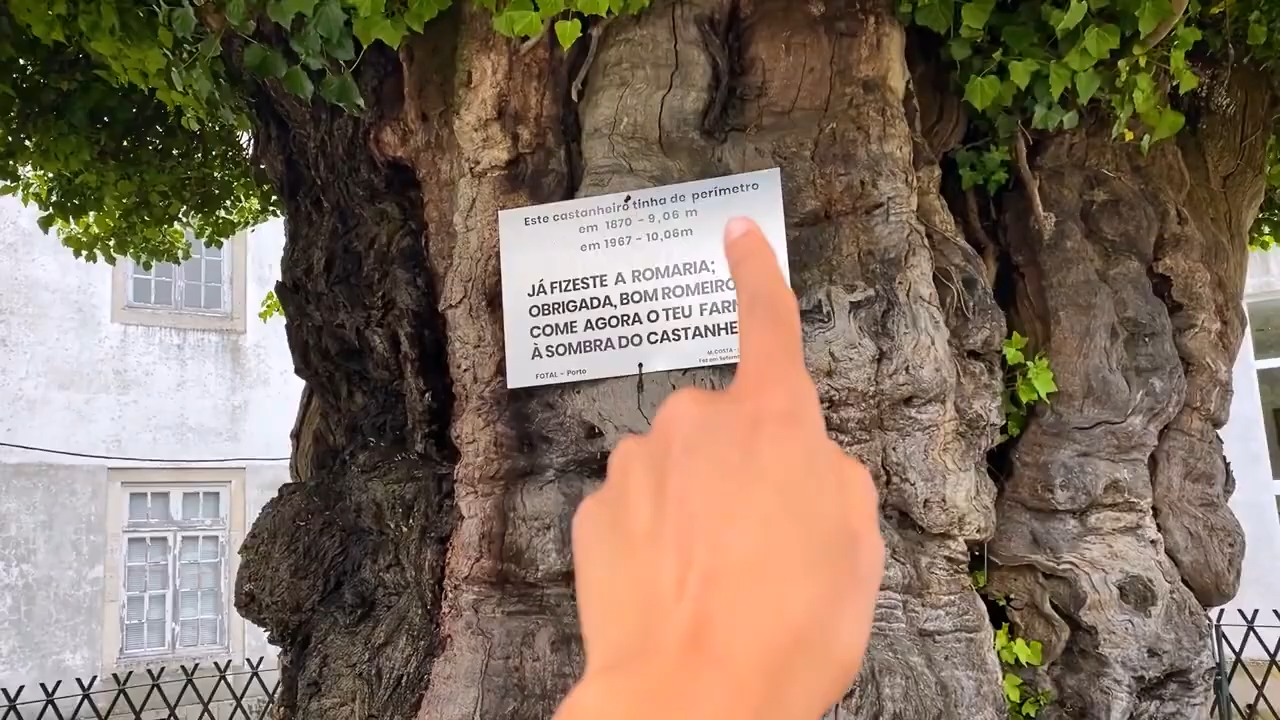 Este castanheiro tinha de perímetro
em 1870 - 9,06 m
em 1967 - 10,06m
JÁ FIZESTE A ROMARIA;
OBRIGADA, BOM ROMEIRO
COME AGORA O TEU
À SOMBRA DO
M.COSTA -
FOTAL - Porto